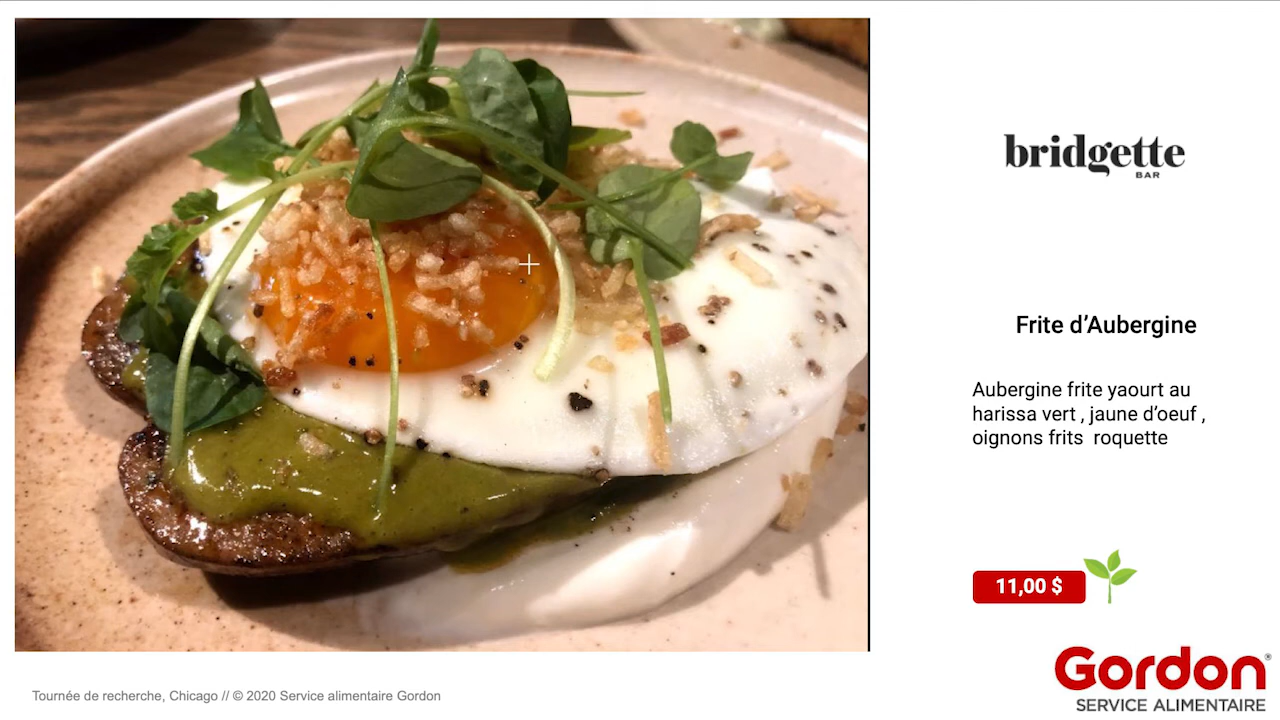 bridgette
BAR
Frite d’Aubergine
Aubergine frite yaourt au
harissa vert , jaune d’oeuf ,
oignons frits  roquette
11,00 $
Gordon®
SERVICE ALIMENTAIRE
Tournée de recherche, Chicago // © 2020 Service alimentaire Gordon